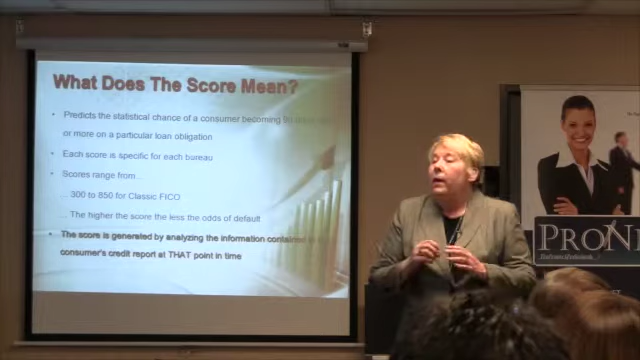 What Does The Score Mean?
• Predicts the statistical chance of a consumer becoming
or more on a particular loan obligation
• Each score is specific for each bureau
• Scores range from…
… 300 to 850 for Classic FICO
… The higher the score the less the odds of default
• The score is generated by analyzing the information contained
consumer's credit report at THAT point in time
PRONE